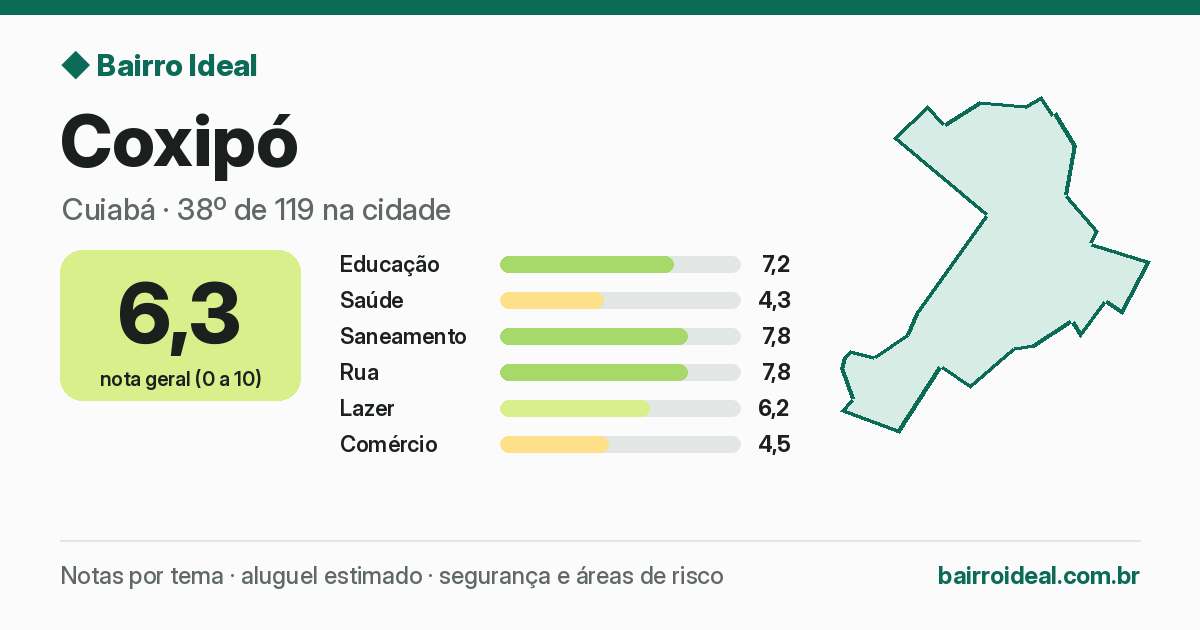 Bairro Ideal
Coxipó
Cuiabá · 38º de 119 na cidade
6,3
nota geral (0 a 10)
Educação 7,2
Saúde 4,3
Saneamento 7,8
Rua 7,8
Lazer 6,2
Comércio 4,5
Notas por tema · aluguel estimado · segurança e áreas de risco
bairroideal.com.br